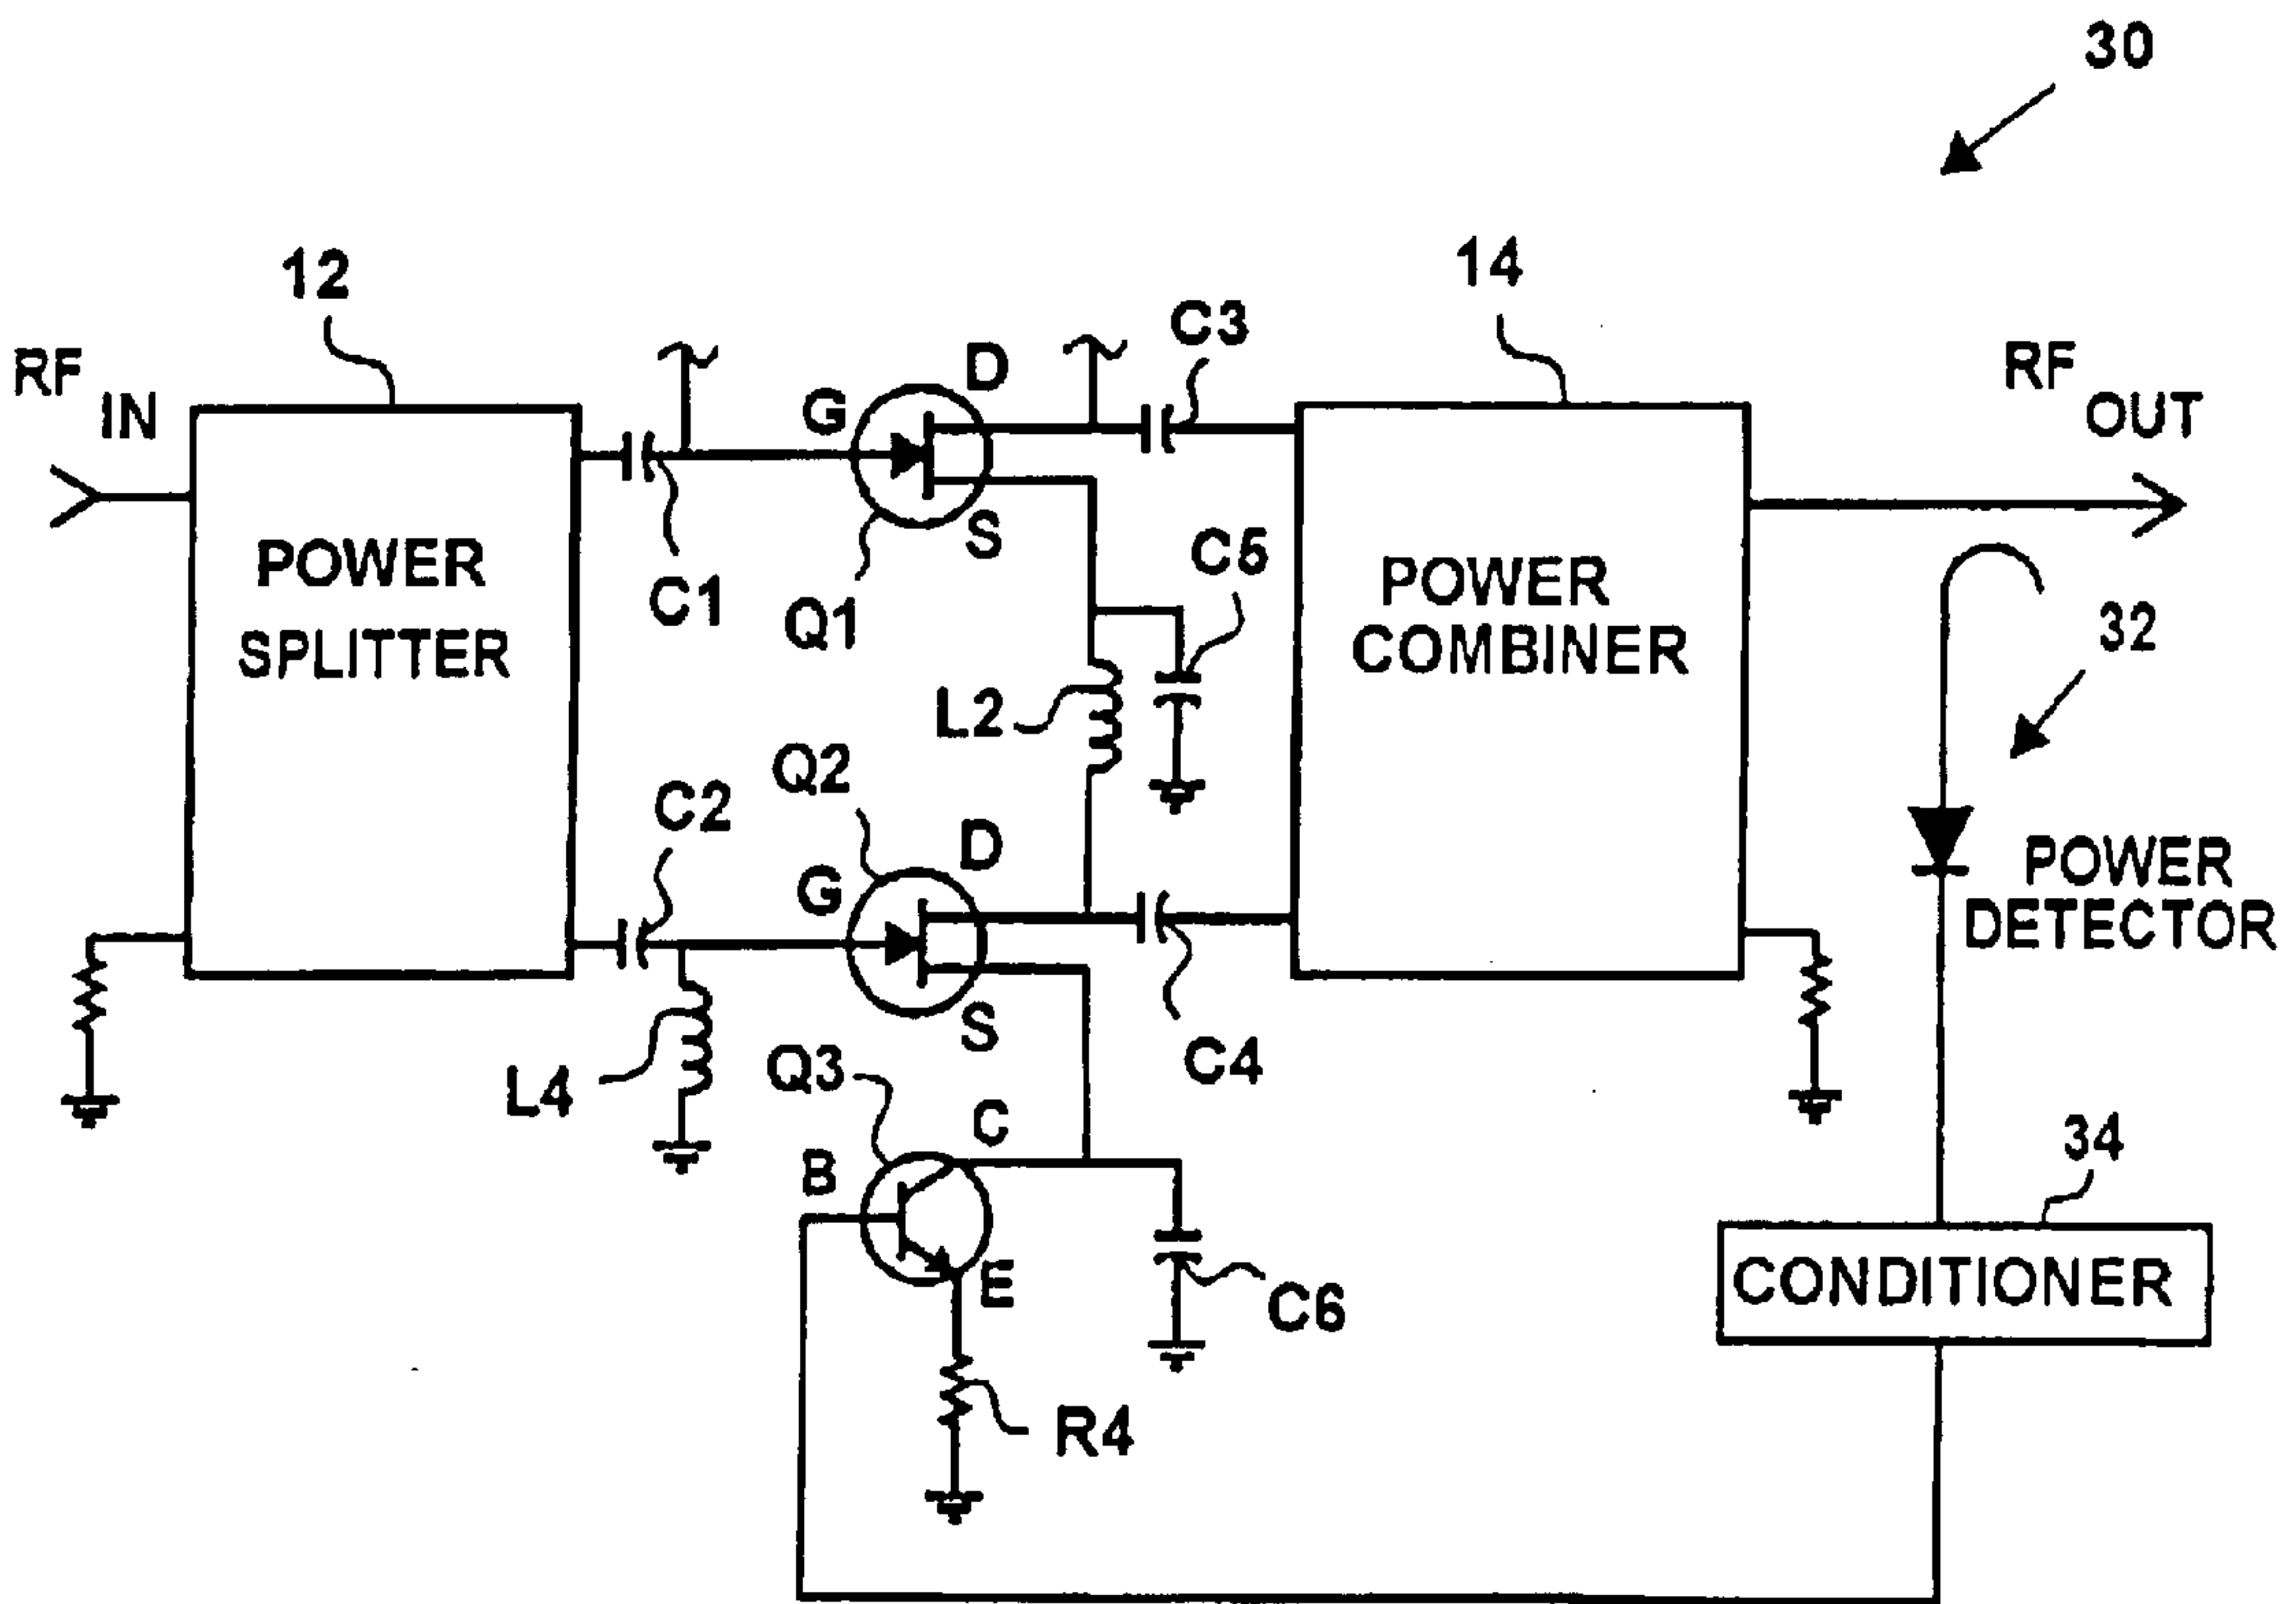 30
12
14
RF IN
C3
RF OUT
G
D
S
C1
Q1
C5
POWER
SPLITTER
POWER
COMBINER
32
L2
Q2
C2
D
G
S
POWER
DETECTOR
L4
Q3
C4
C
B
E
34
C6
CONDITIONER
R4